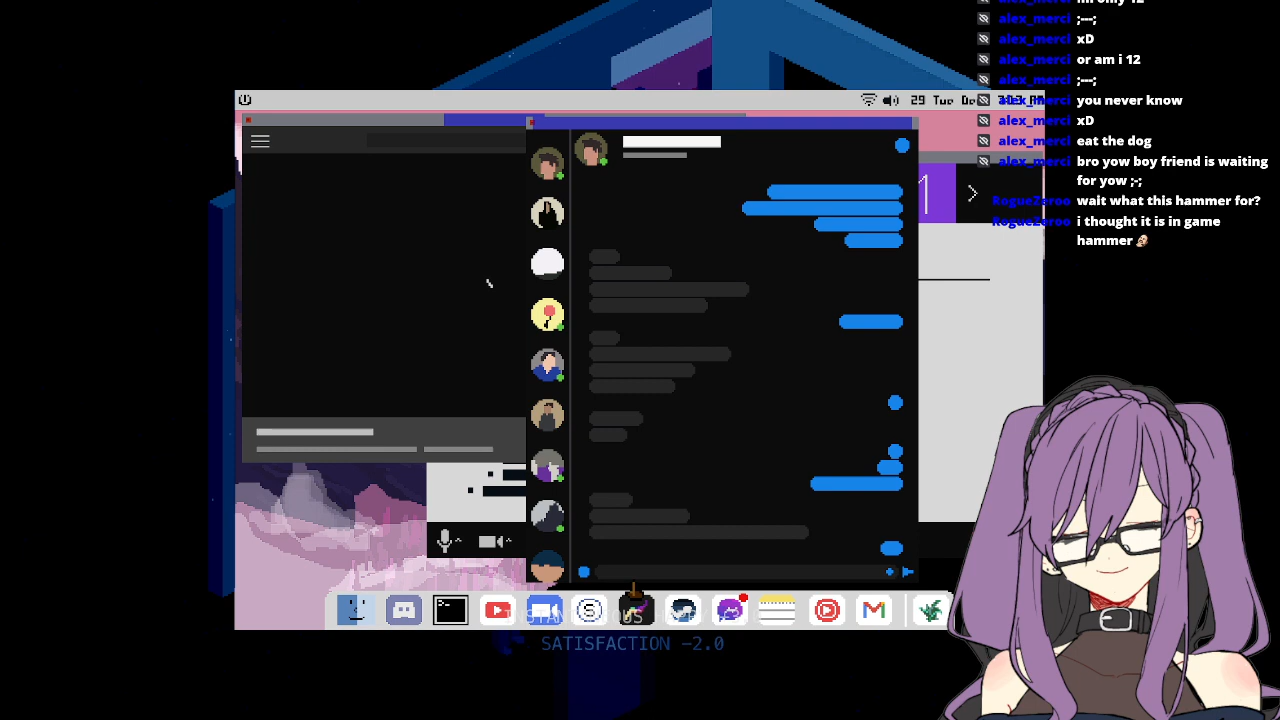 ;---;
alex_merci xD
alex_merci or am i 12
alex_merci ;---;
29 Tue
alex_merci you never know
alex_merci xD
alex_merci eat the dog
alex_merci bro yow boy friend is waiting
for yow ;-;
RogueZaroo wait what this hammer for?
RogueZaroo i thought it is in game
hammer
SATISFACTION -2.0